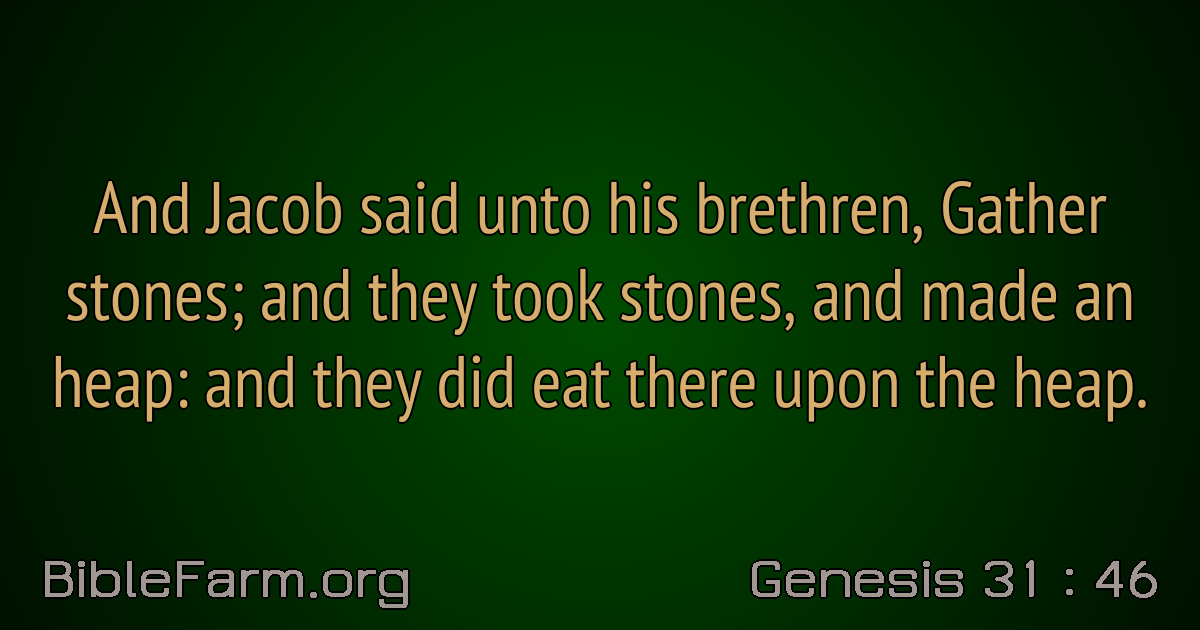 And Jacob said unto his brethren, Gather
stones; and they took stones, and made an
heap: and they did eat there upon the heap.
BibleFarm.org
Genesis 31 : 46